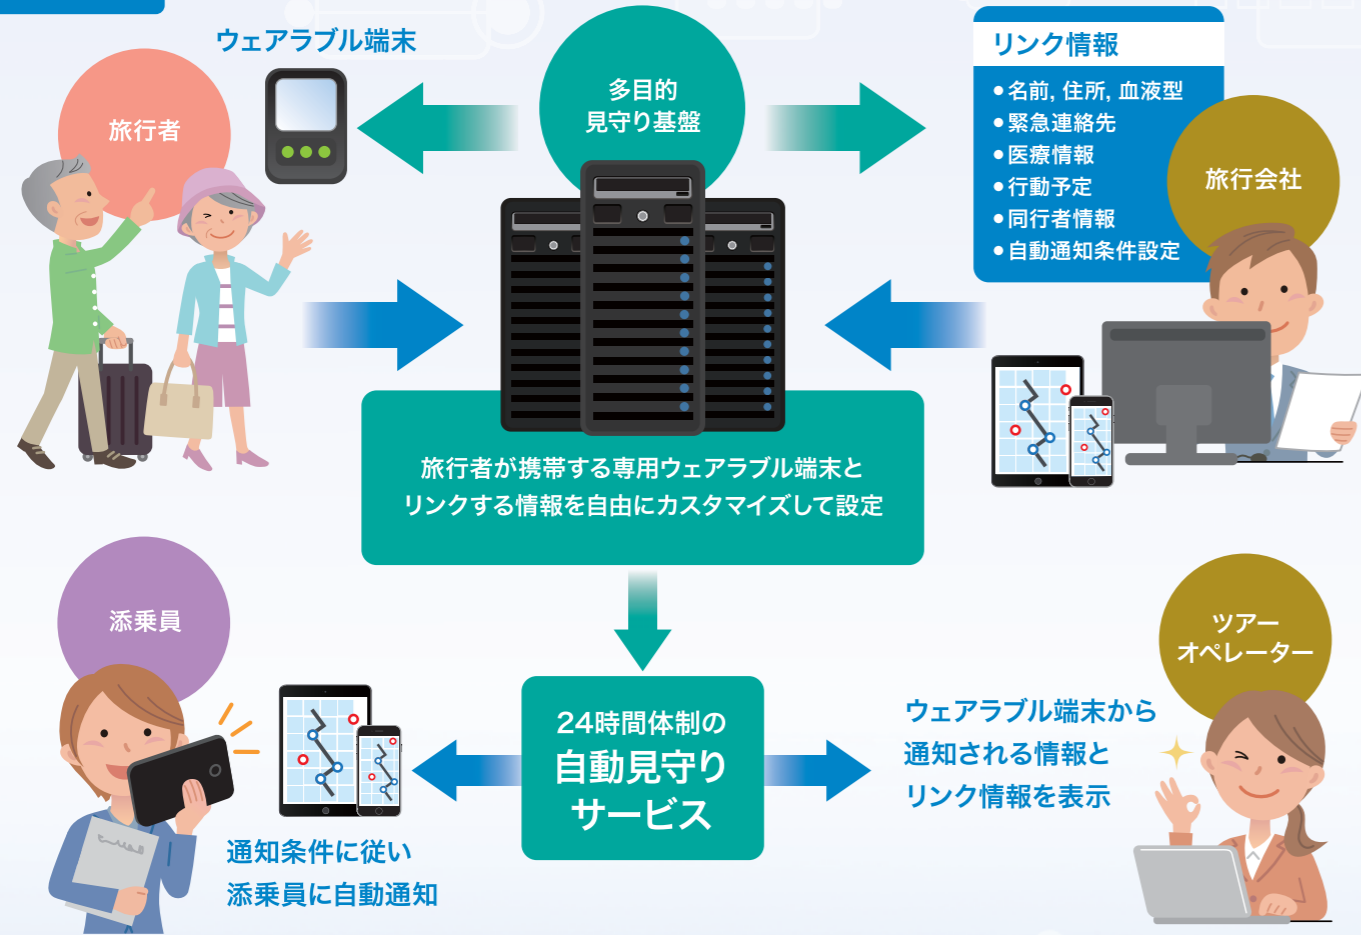 ウェアラブル端末
旅行者
多目的
見守り基盤
リンク情報
●名前, 住所, 血液型
●緊急連絡先
●医療情報
●行動予定
●同行者情報
●自動通知条件設定
旅行会社
旅行者が携帯する専用ウェアラブル端末と
リンクする情報を自由にカスタマイズして設定
添乗員
通知条件に従い
添乗員に自動通知
24時間体制の
自動見守り
サービス
ウェアラブル端末から
通知される情報と
リンク情報を表示
ツアー
オペレーター